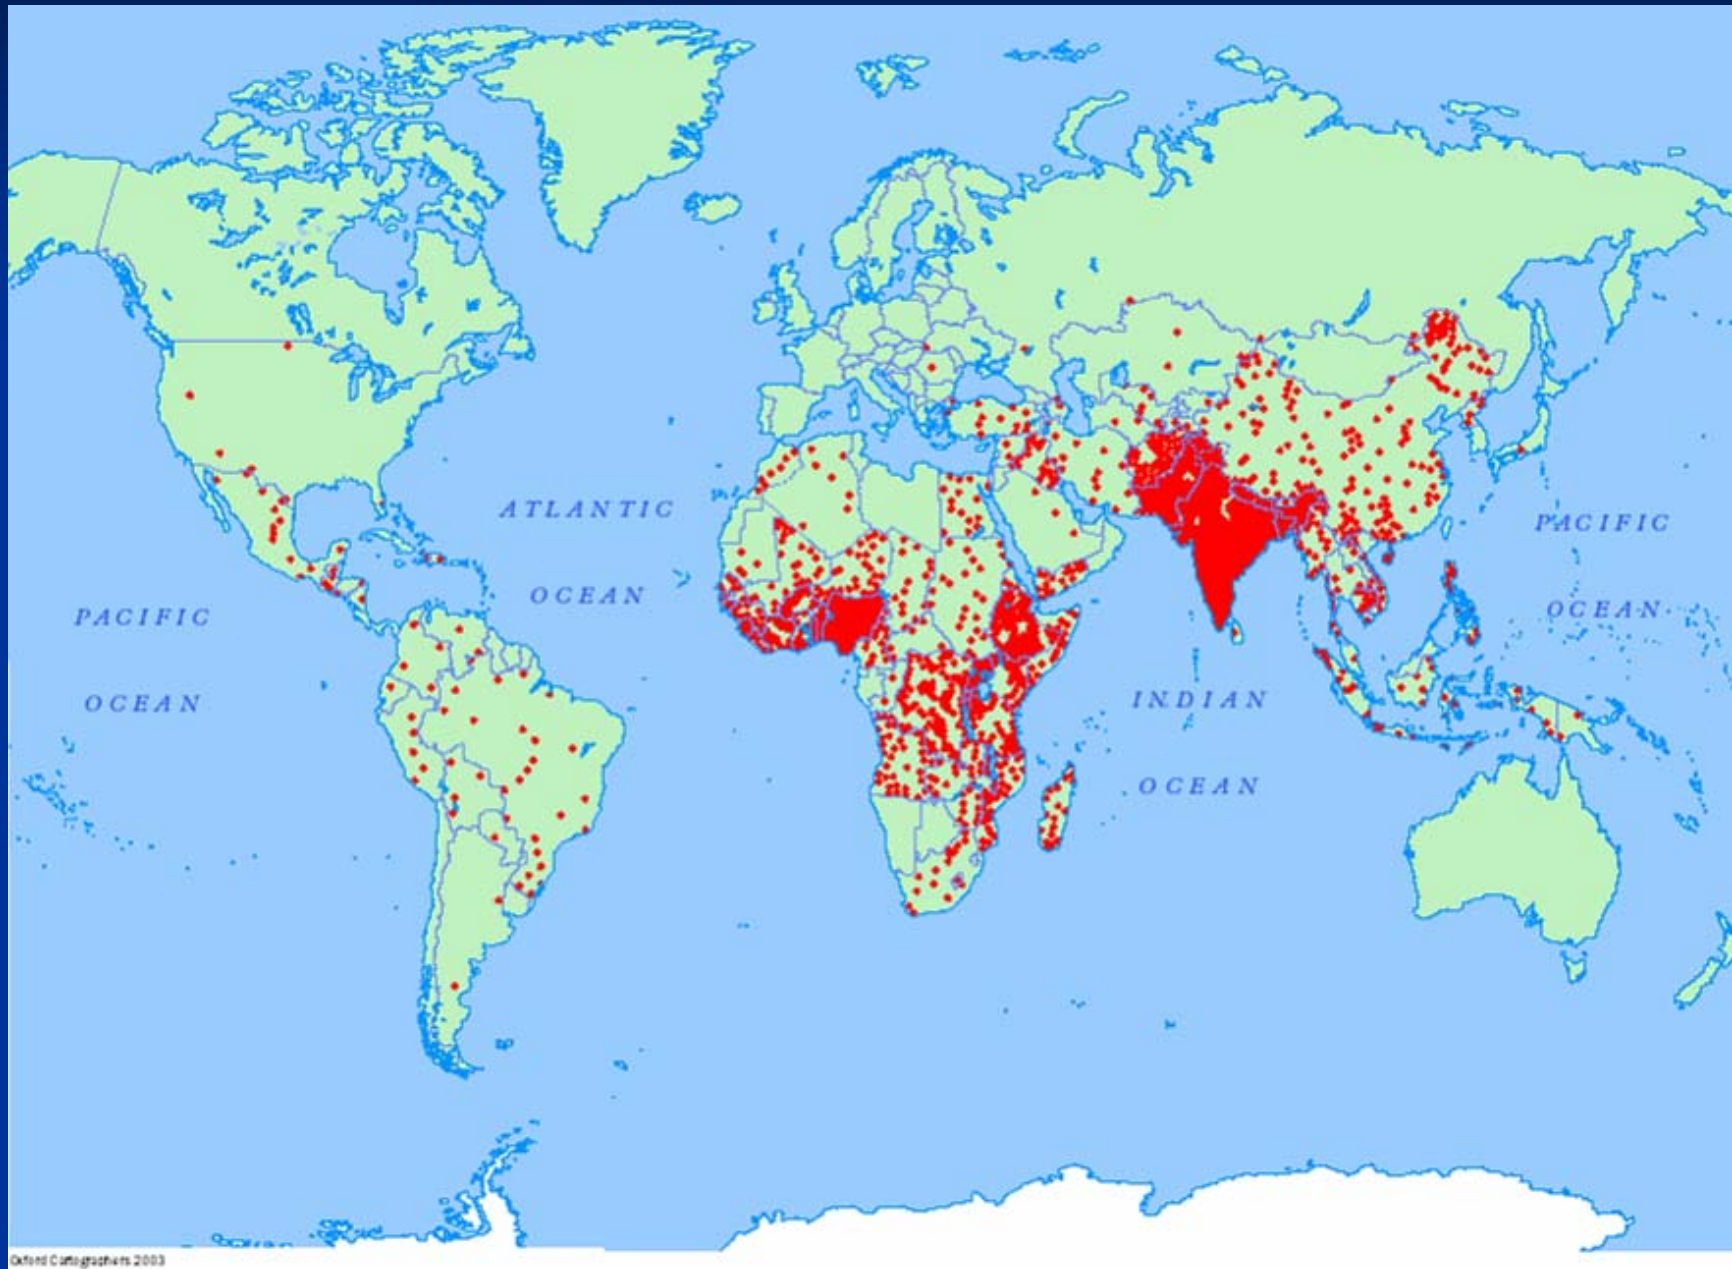 ATLANTIC
OCEAN
PACIFIC
OCEAN
PACIFIC
OCEAN
INDIAN
OCEAN
Oxford Cartographers 2003